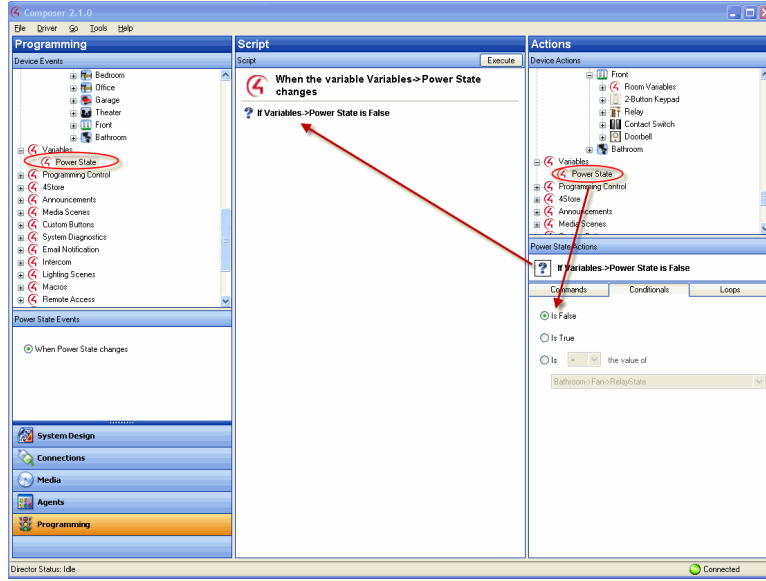 Composer 2.1.0
File Driver Go Tools Help
Programming
Device Events
Bedroom
Office
Garage
Theater
Front
Bathroom
Variables
Power State
Programming Control
4Store
Announcements
Media Scenes
Custom Buttons
System Diagnostics
Email Notification
Intercom
Lighting Scenes
Macros
Remote Access
Power State Events
When Power State changes
System Design
Connections
Media
Agents
Programming
Script
Script Execute
When the variable Variables->Power State
changes
If Variables->Power State is False
Actions
Device Actions
Front
Room Variables
2-Button Keypad
Relay
Contact Switch
Doorbell
Bathroom
Variables
Power State
Programming Control
4Store
Announcements
Media Scenes
Power State Actions
If Variables->Power State is False
Commands Conditionals Loops
Is False
Is True
Is = the value of
Bathroom->Fan->RelayState
Director Status: Idle
Connected